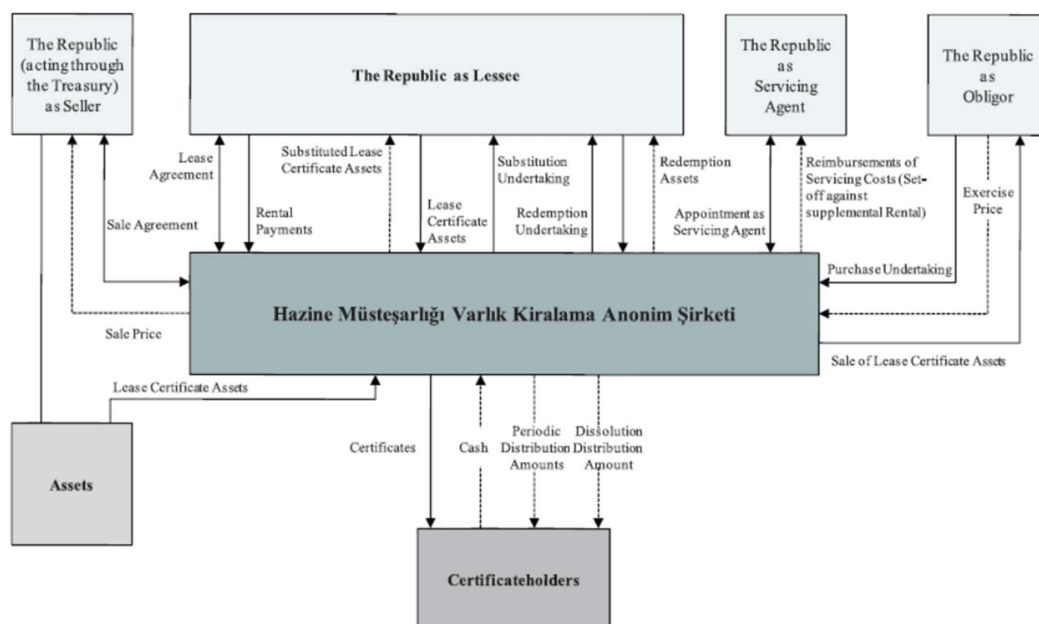 The Republic
(acting through
the Treasury)
as Seller
The Republic as Lessee
The Republic
as
Servicing
Agent
The Republic
as
Obligor
Lease
Agreement
Substituted Lease
Certificate Assets
Substitution
Undertaking
Redemption
Assets
Reimbursements of
Servicing Costs (Set-
off against
supplemental Rental)
Exercise
Price
Sale Agreement
Rental
Payments
Lease
Certificate
Assets
Redemption
Undertaking
Appointment as
Servicing Agent
Purchase Undertaking
Hazine Müsteşarlığı Varlık Kiralama Anonim Şirketi
Sale Price
Sale of Lease Certificate Assets
Lease Certificate Assets
Certificates
Cash
Periodic
Distribution
Amounts
Dissolution
Distribution
Amount
Assets
Certificateholders